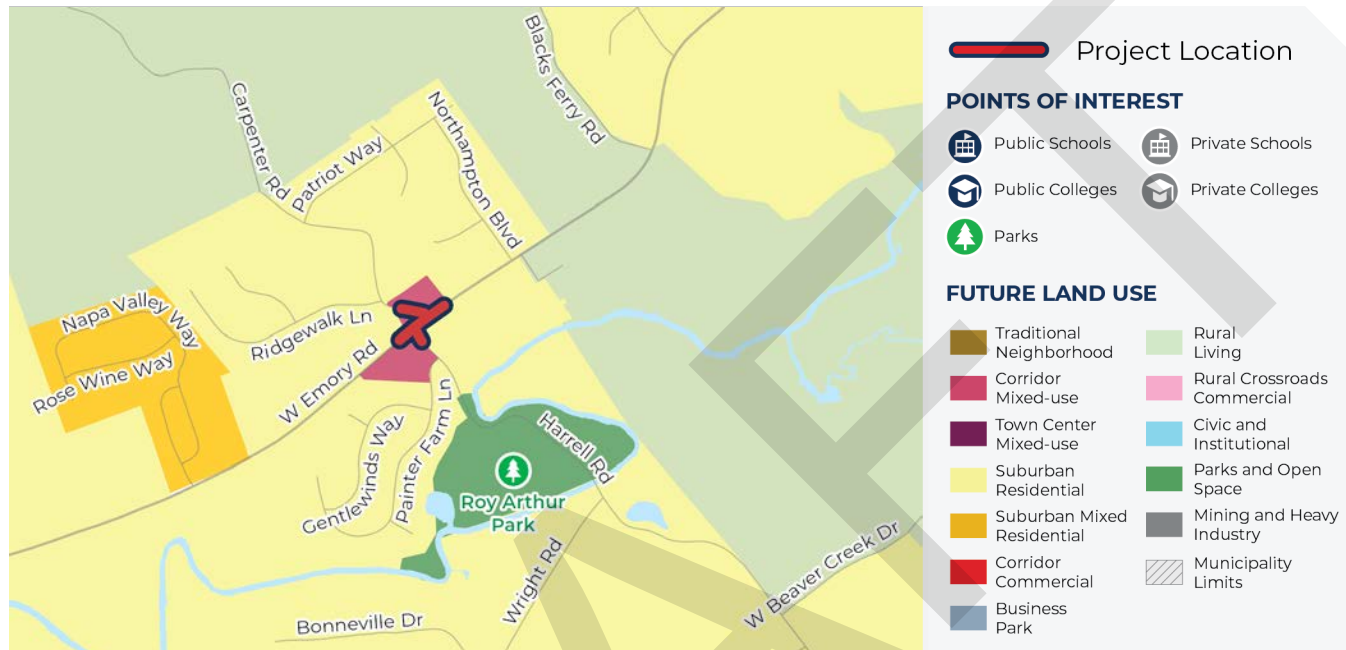 Blacks Ferry Rd
Carpenter Rd
Northampton Blvd
Patriot Way
Napa Valley Way
Ridgewalk Ln
Rose Wine Way
W Emory Rd
Painter Farm Ln
Gentlewinds Way
Harrell Rd
Roy Arthur
Park
Wright Rd
W Beaver Creek Dr
Bonneville Dr
Project Location
POINTS OF INTEREST
Public Schools
Private Schools
Public Colleges
Private Colleges
Parks
FUTURE LAND USE
Traditional
Neighborhood
Corridor
Mixed-use
Town Center
Mixed-use
Suburban
Residential
Suburban Mixed
Residential
Corridor
Commercial
Business
Park
Rural
Living
Rural Crossroads
Commercial
Civic and
Institutional
Parks and Open
Space
Mining and Heavy
Industry
Municipality
Limits